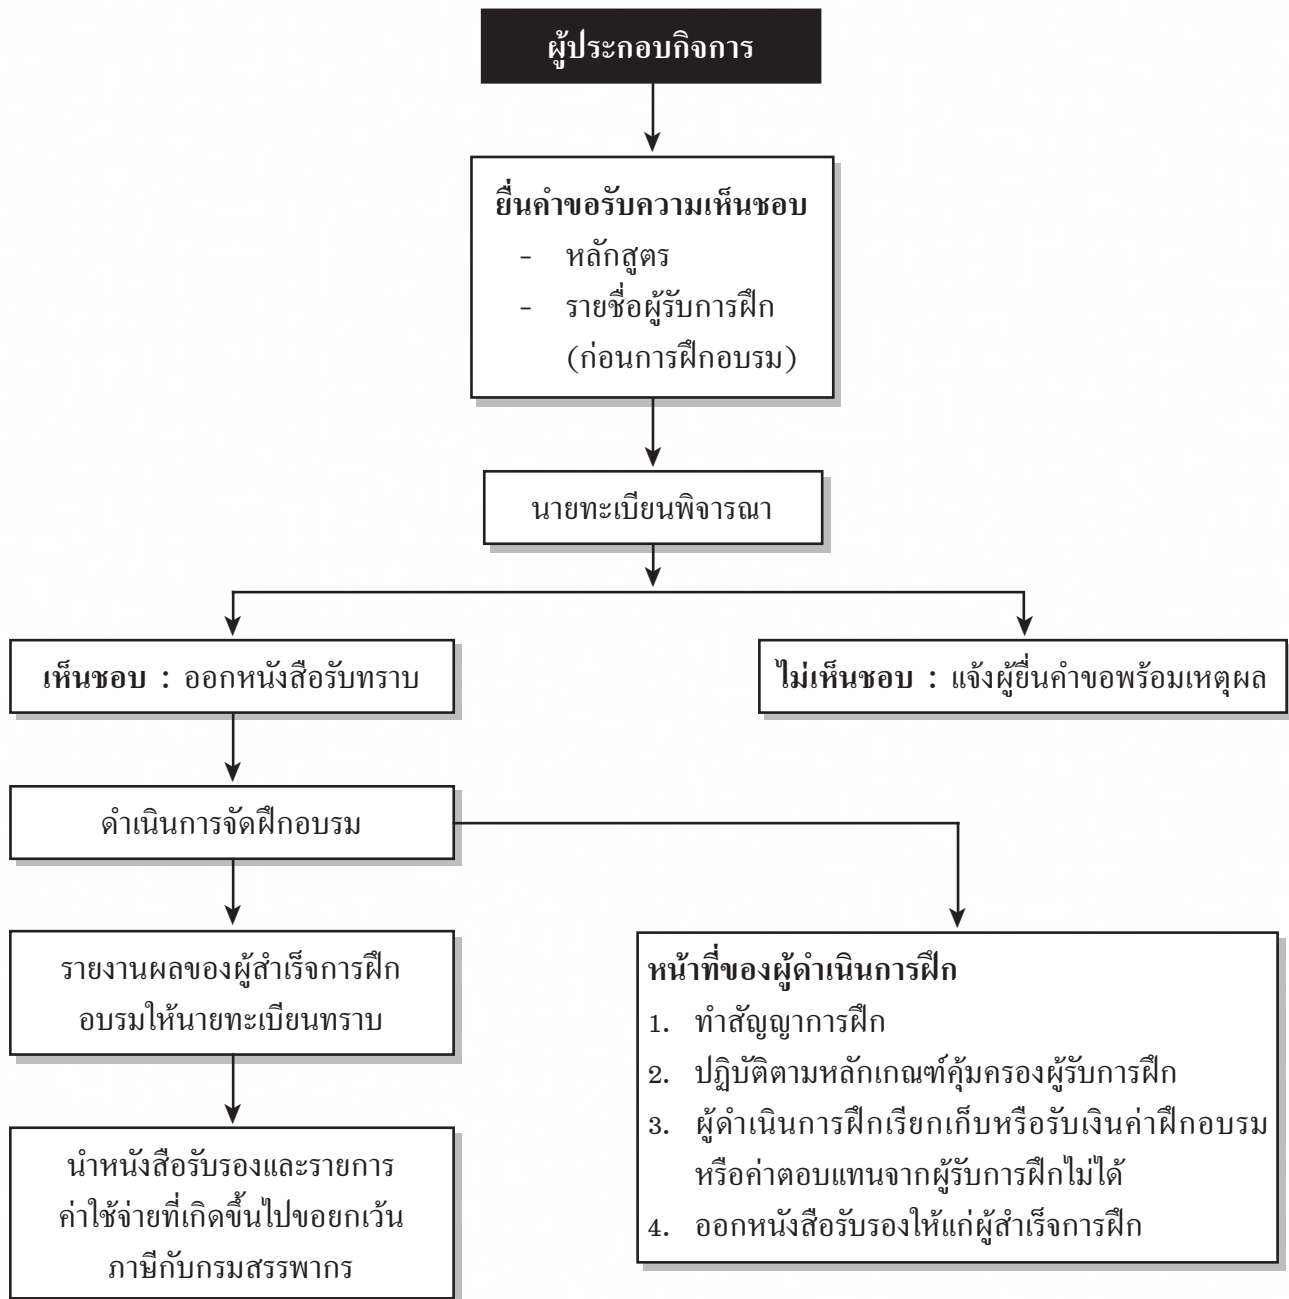 ผู้ประกอบกิจการ
ยื่นคำขอรับความเห็นชอบ
- หลักสูตร
- รายชื่อผู้รับการฝึก
(ก่อนการฝึกอบรม)
นายทะเบียนพิจารณา
เห็นชอบ : ออกหนังสือรับทราบ
ไม่เห็นชอบ : แจ้งผู้ยื่นคำขอพร้อมเหตุผล
ดำเนินการจัดฝึกอบรม
รายงานผลของผู้สำเร็จการฝึก
อบรมให้นายทะเบียนทราบ
นำหนังสือรับรองและรายการ
ค่าใช้จ่ายที่เกิดขึ้นไปขอยกเว้น
ภาษีกับกรมสรรพากร
หน้าที่ของผู้ดำเนินการฝึก
1. ทำสัญญาการฝึก
2. ปฏิบัติตามหลักเกณฑ์คุ้มครองผู้รับการฝึก
3. ผู้ดำเนินการฝึกเรียกเก็บหรือรับเงินค่าฝึกอบรม
หรือค่าตอบแทนจากผู้รับการฝึกไม่ได้
4. ออกหนังสือรับรองให้แก่ผู้สำเร็จการฝึก